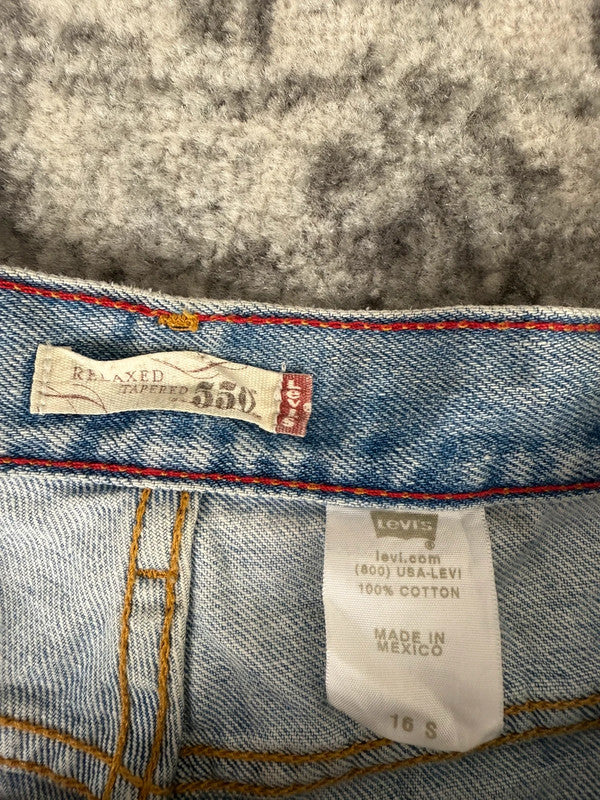 RELAXED
TAPERED 550
LEVI'S
LEVI'S
levi.com
(800) USA-LEVI
100% COTTON
MADE IN
MEXICO
16 S